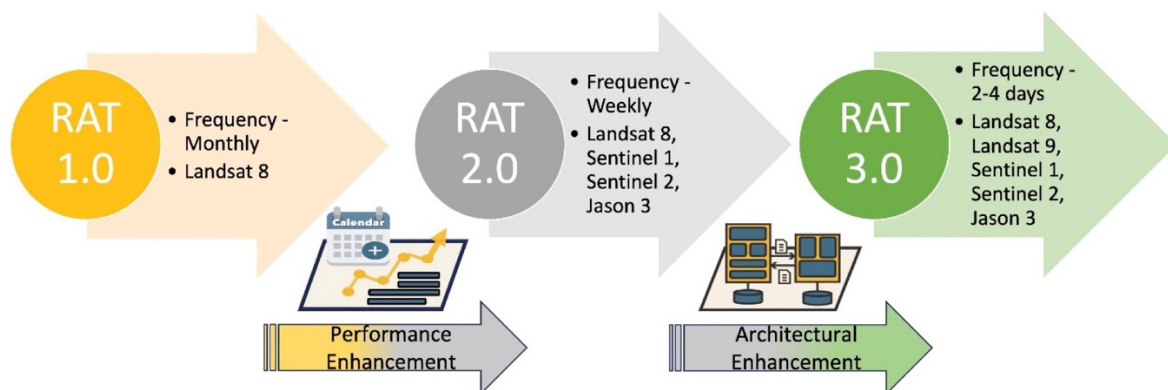 RAT
1.0
• Frequency -
Monthly
• Landsat 8
RAT
2.0
• Frequency -
Weekly
• Landsat 8,
Sentinel 1,
Sentinel 2,
Jason 3
RAT
3.0
• Frequency -
2-4 days
• Landsat 8,
Landsat 9,
Sentinel 1,
Sentinel 2,
Jason 3
Calendar
Performance
Enhancement
Architectural
Enhancement